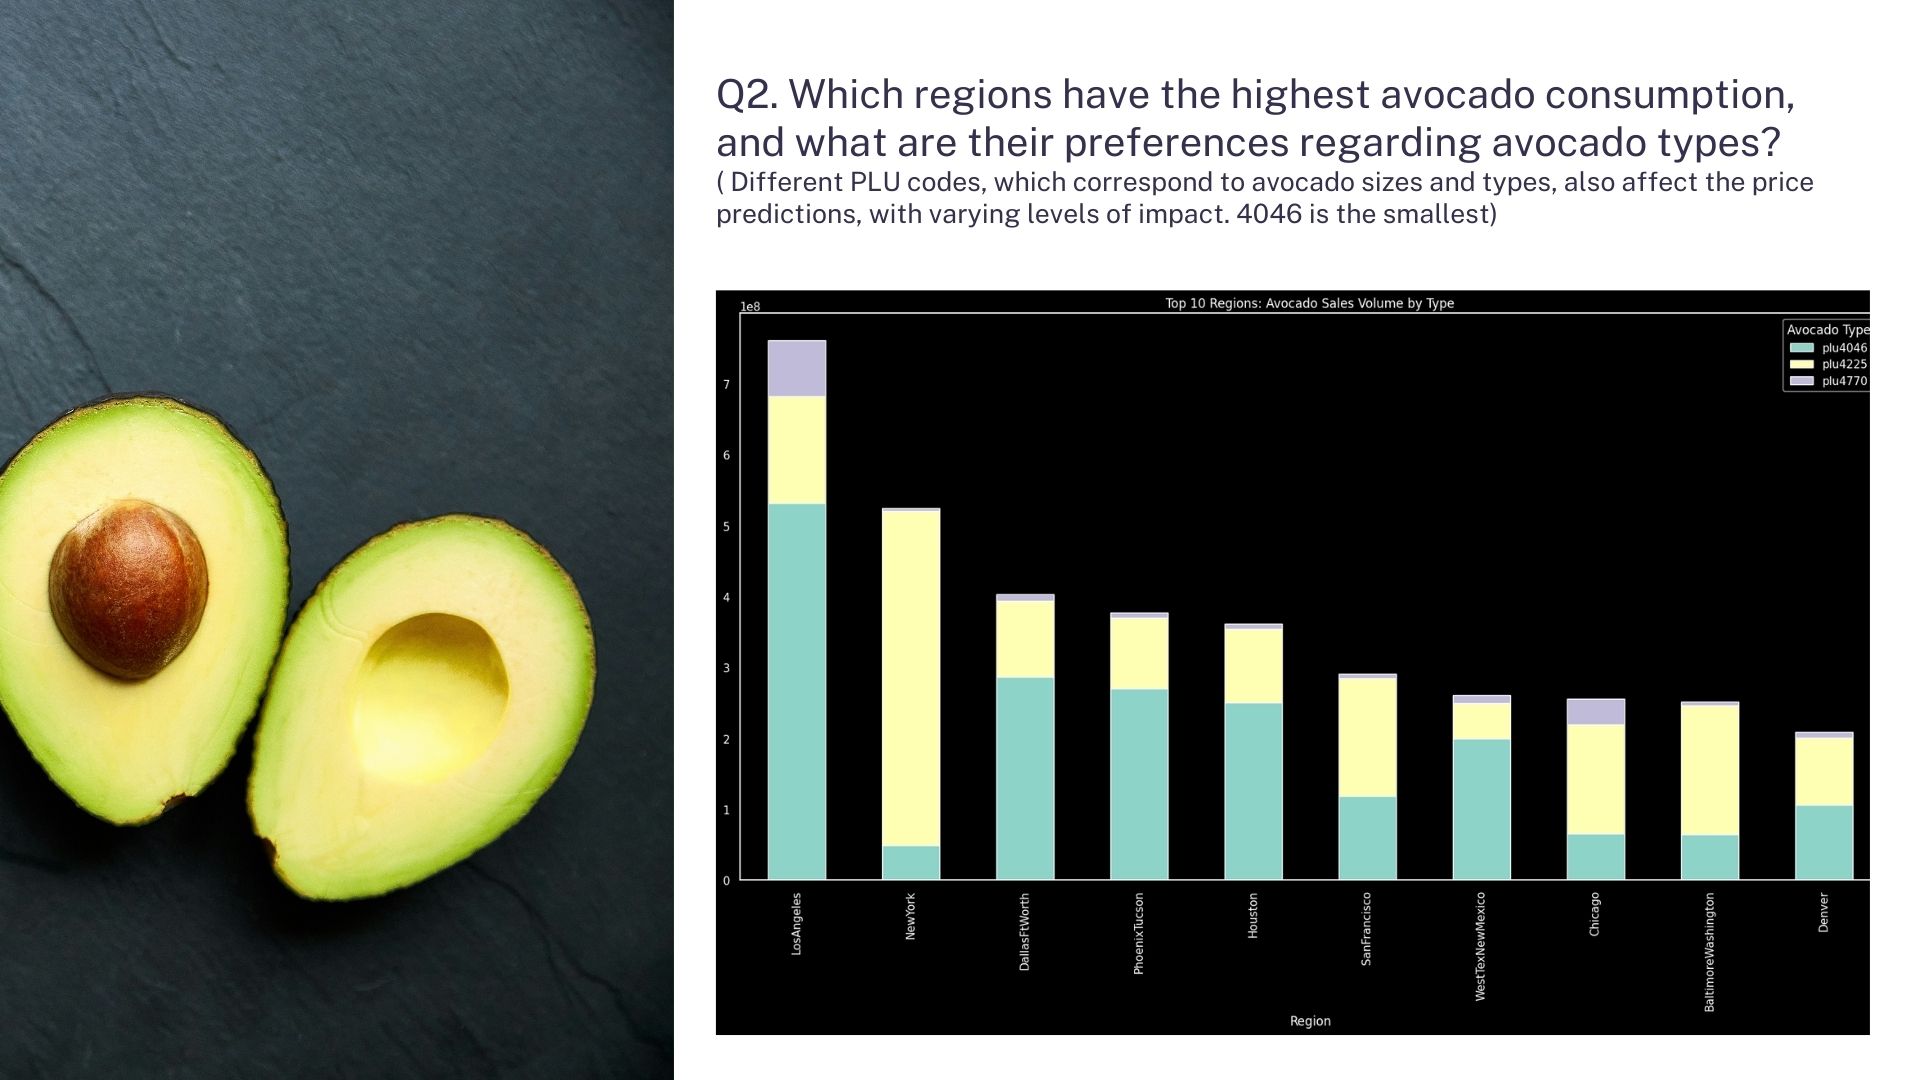 Q2. Which regions have the highest avocado consumption,
and what are their preferences regarding avocado types?
( Different PLU codes, which correspond to avocado sizes and types, also affect the price
predictions, with varying levels of impact. 4046 is the smallest)
Top 10 Regions: Avocado Sales Volume by Type
1e8
Avocado Type
plu4046
plu4225
plu4770
7
6
5
4
3
2
1
0
LosAngeles
NewYork
DallasFtWorth
PhoenixTucson
Houston
SanFrancisco
WestTexNewMexico
Chicago
BaltimoreWashington
Denver
Region